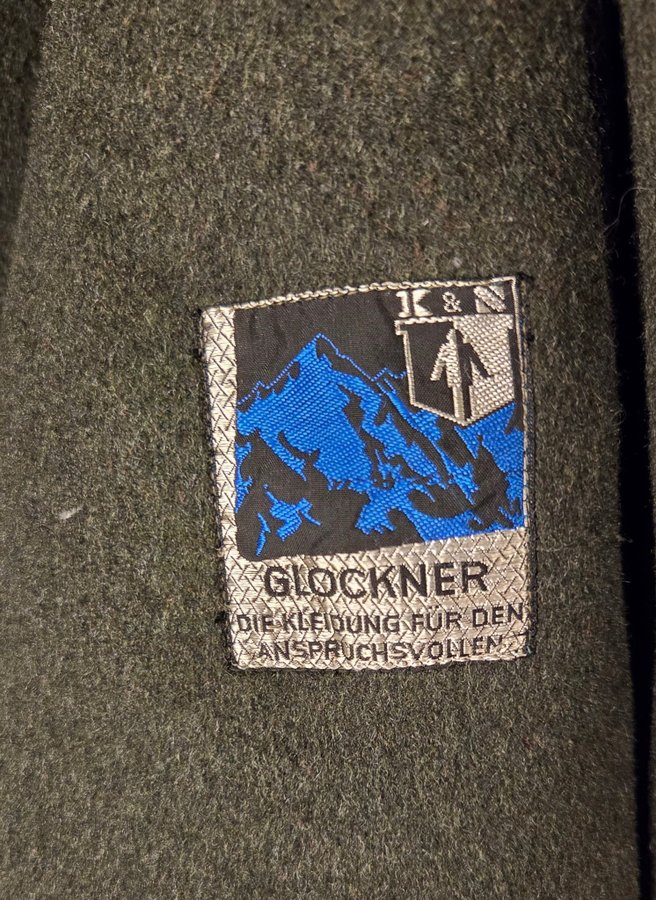 K & N
GLOCKNER
DIE KLEIDUNG FÜR DEN
ANSPRUCHSVOLLEN